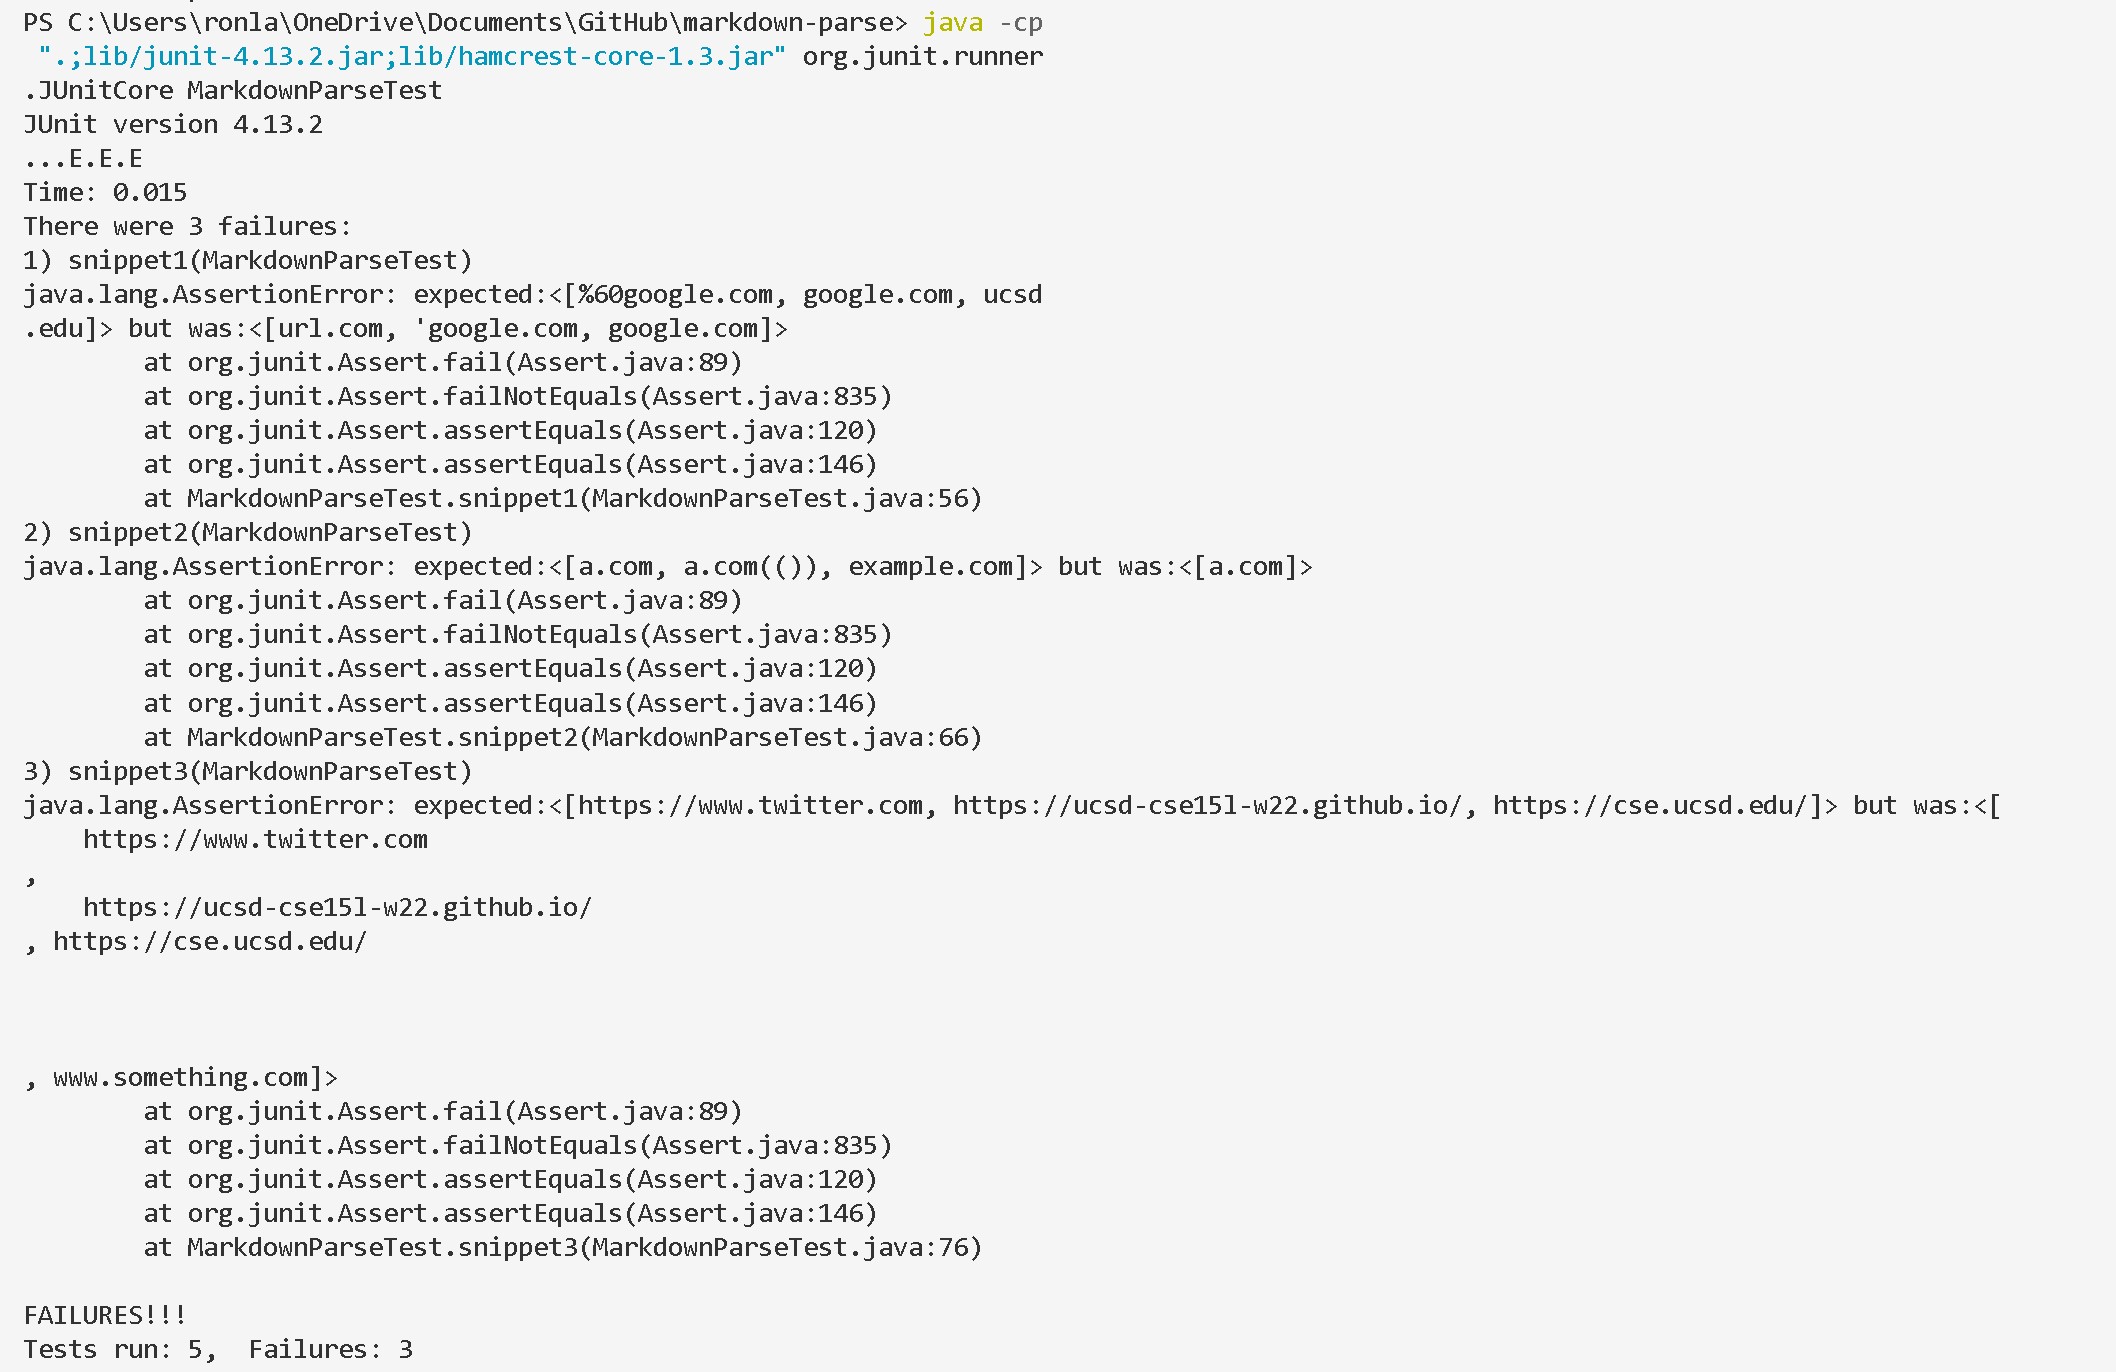 PS C:\Users\ronla\OneDrive\Documents\GitHub\markdown-parse> java -cp
 ".;lib/junit-4.13.2.jar;lib/hamcrest-core-1.3.jar" org.junit.runner
.JUnitCore MarkdownParseTest
JUnit version 4.13.2
...E.E.E
Time: 0.015
There were 3 failures:
1) snippet1(MarkdownParseTest)
java.lang.AssertionError: expected:<[%60google.com, google.com, ucsd
.edu]> but was:<[url.com, 'google.com, google.com]>
        at org.junit.Assert.fail(Assert.java:89)
        at org.junit.Assert.failNotEquals(Assert.java:835)
        at org.junit.Assert.assertEquals(Assert.java:120)
        at org.junit.Assert.assertEquals(Assert.java:146)
        at MarkdownParseTest.snippet1(MarkdownParseTest.java:56)
2) snippet2(MarkdownParseTest)
java.lang.AssertionError: expected:<[a.com, a.com(()), example.com]> but was:<[a.com]>
        at org.junit.Assert.fail(Assert.java:89)
        at org.junit.Assert.failNotEquals(Assert.java:835)
        at org.junit.Assert.assertEquals(Assert.java:120)
        at org.junit.Assert.assertEquals(Assert.java:146)
        at MarkdownParseTest.snippet2(MarkdownParseTest.java:66)
3) snippet3(MarkdownParseTest)
java.lang.AssertionError: expected:<[https://www.twitter.com, https://ucsd-cse15l-w22.github.io/, https://cse.ucsd.edu/]> but was:<[
    https://www.twitter.com
,
    https://ucsd-cse15l-w22.github.io/
, https://cse.ucsd.edu/
, www.something.com]>
        at org.junit.Assert.fail(Assert.java:89)
        at org.junit.Assert.failNotEquals(Assert.java:835)
        at org.junit.Assert.assertEquals(Assert.java:120)
        at org.junit.Assert.assertEquals(Assert.java:146)
        at MarkdownParseTest.snippet3(MarkdownParseTest.java:76)
FAILURES!!!
Tests run: 5,  Failures: 3